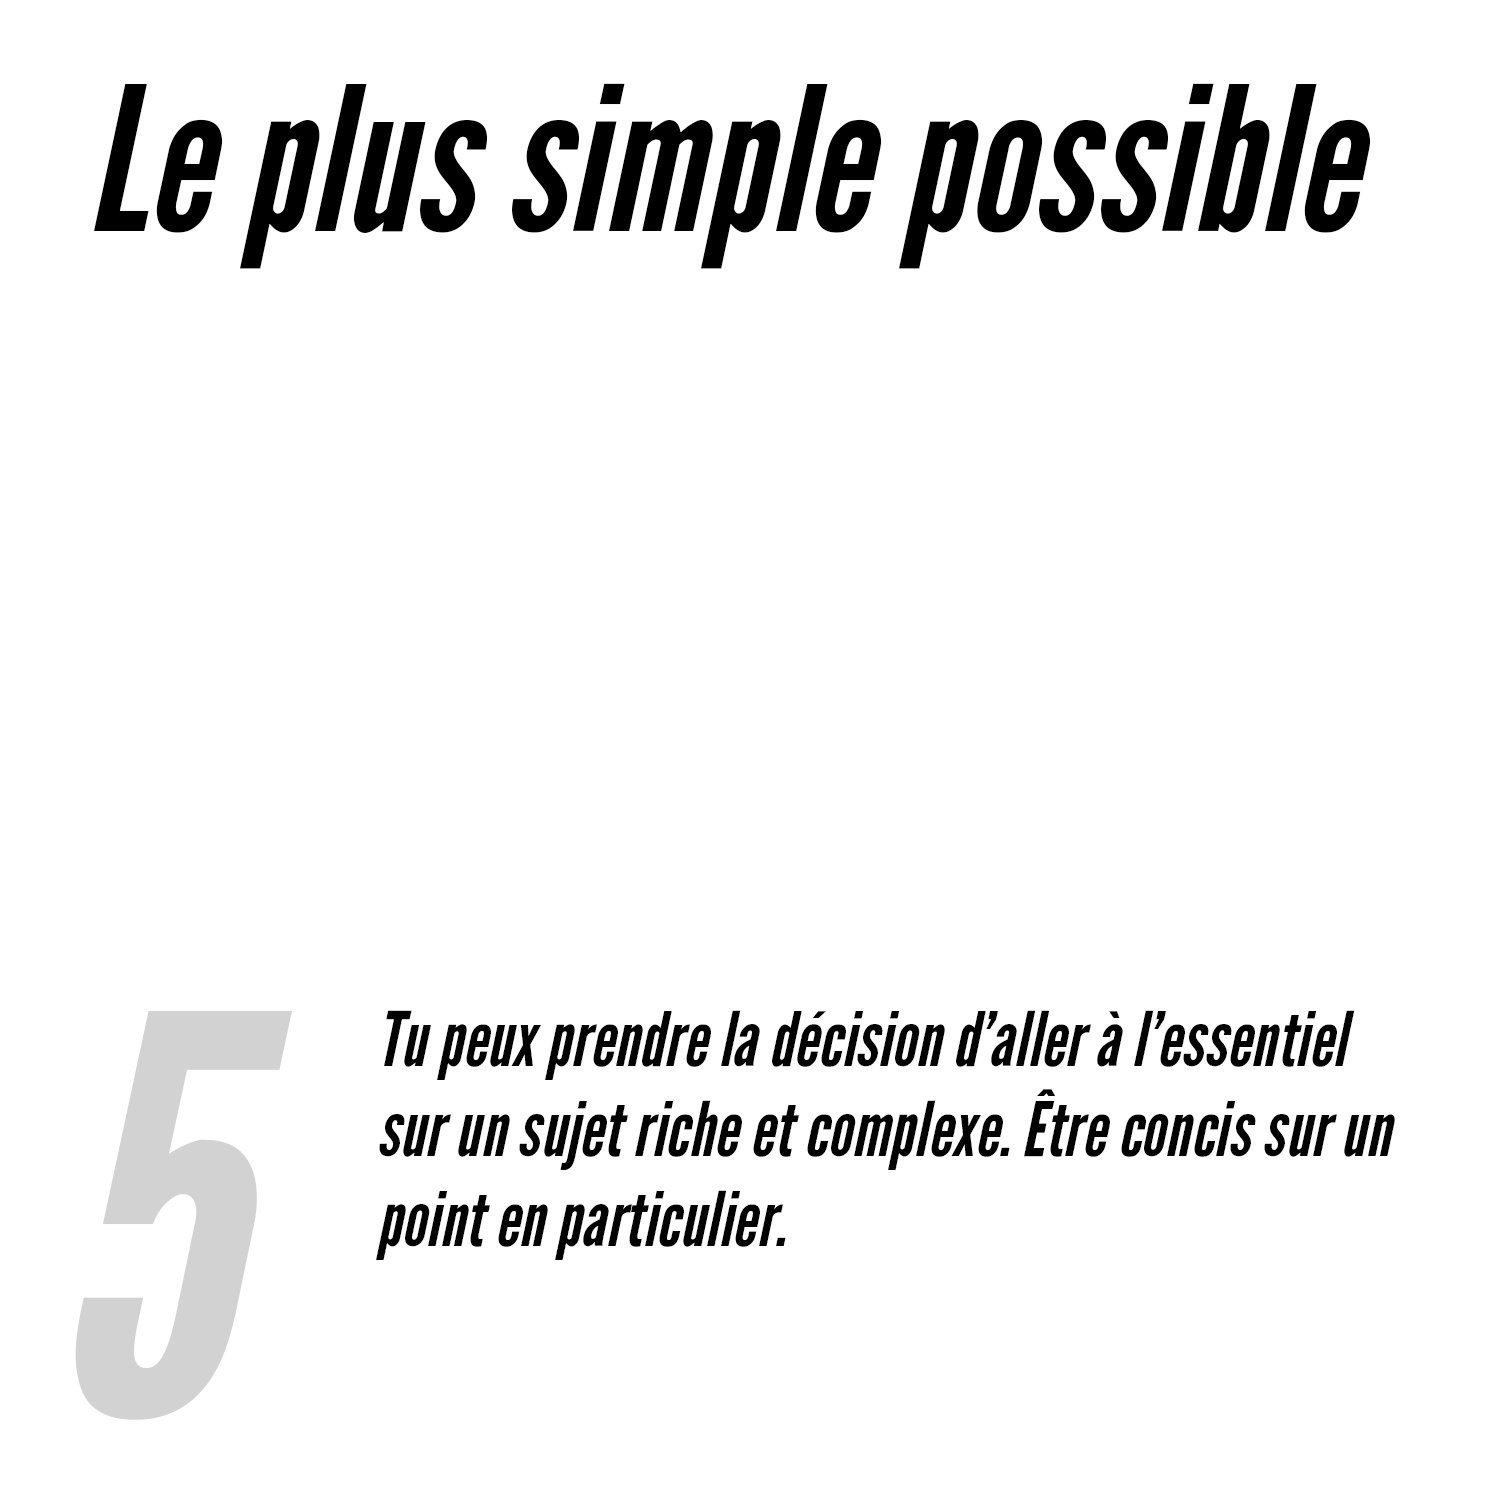 Le plus simple possible
5
Tu peux prendre la décision d’aller à l’essentiel
sur un sujet riche et complexe. Être concis sur un
point en particulier.